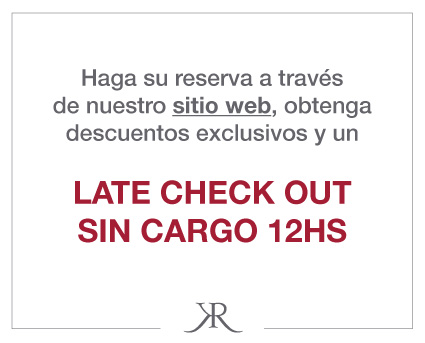 Haga su reserva a través
de nuestro sitio web, obtenga
descuentos exclusivos y un
LATE CHECK OUT
SIN CARGO 12HS
KR